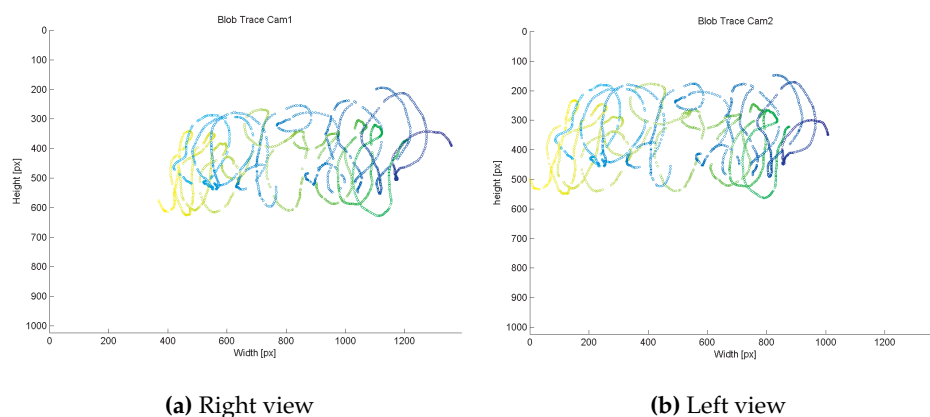 Blob Trace Cam1
0
100
200
300
400
500
600
700
800
900
1000
Height [px]
0 200 400 600 800 1000 1200
Width [px]
(a) Right view
Blob Trace Cam2
0
100
200
300
400
500
600
700
800
900
1000
height [px]
0 200 400 600 800 1000 1200
Width [px]
(b) Left view